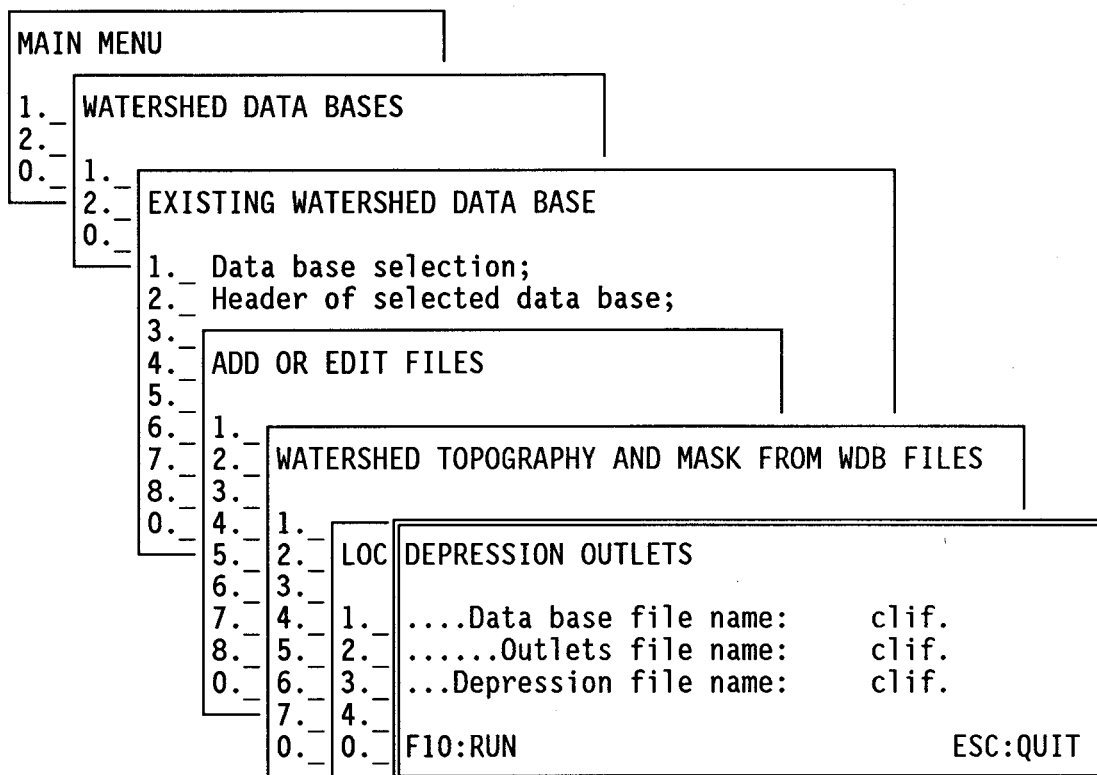 MAIN MENU
1._
2._
0._
WATERSHED DATA BASES
1._
2._
0._
EXISTING WATERSHED DATA BASE
1._ Data base selection;
2._ Header of selected data base;
3._
4._
5._
6._
7._
8._
0._
ADD OR EDIT FILES
1._
2._
3._
4._
5._
6._
7._
8._
0._
WATERSHED TOPOGRAPHY AND MASK FROM WDB FILES
1._
2._
3._
4._
5._
6._
7._
0._
LOC
1._
2._
3._
4._
0._
DEPRESSION OUTLETS
....Data base file name: clif.
......Outlets file name: clif.
...Depression file name: clif.
F10:RUN ESC:QUIT